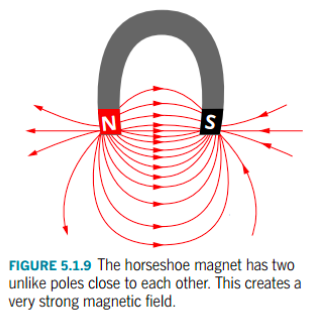 N S
FIGURE 5.1.9 The horseshoe magnet has two
unlike poles close to each other. This creates a
very strong magnetic field.